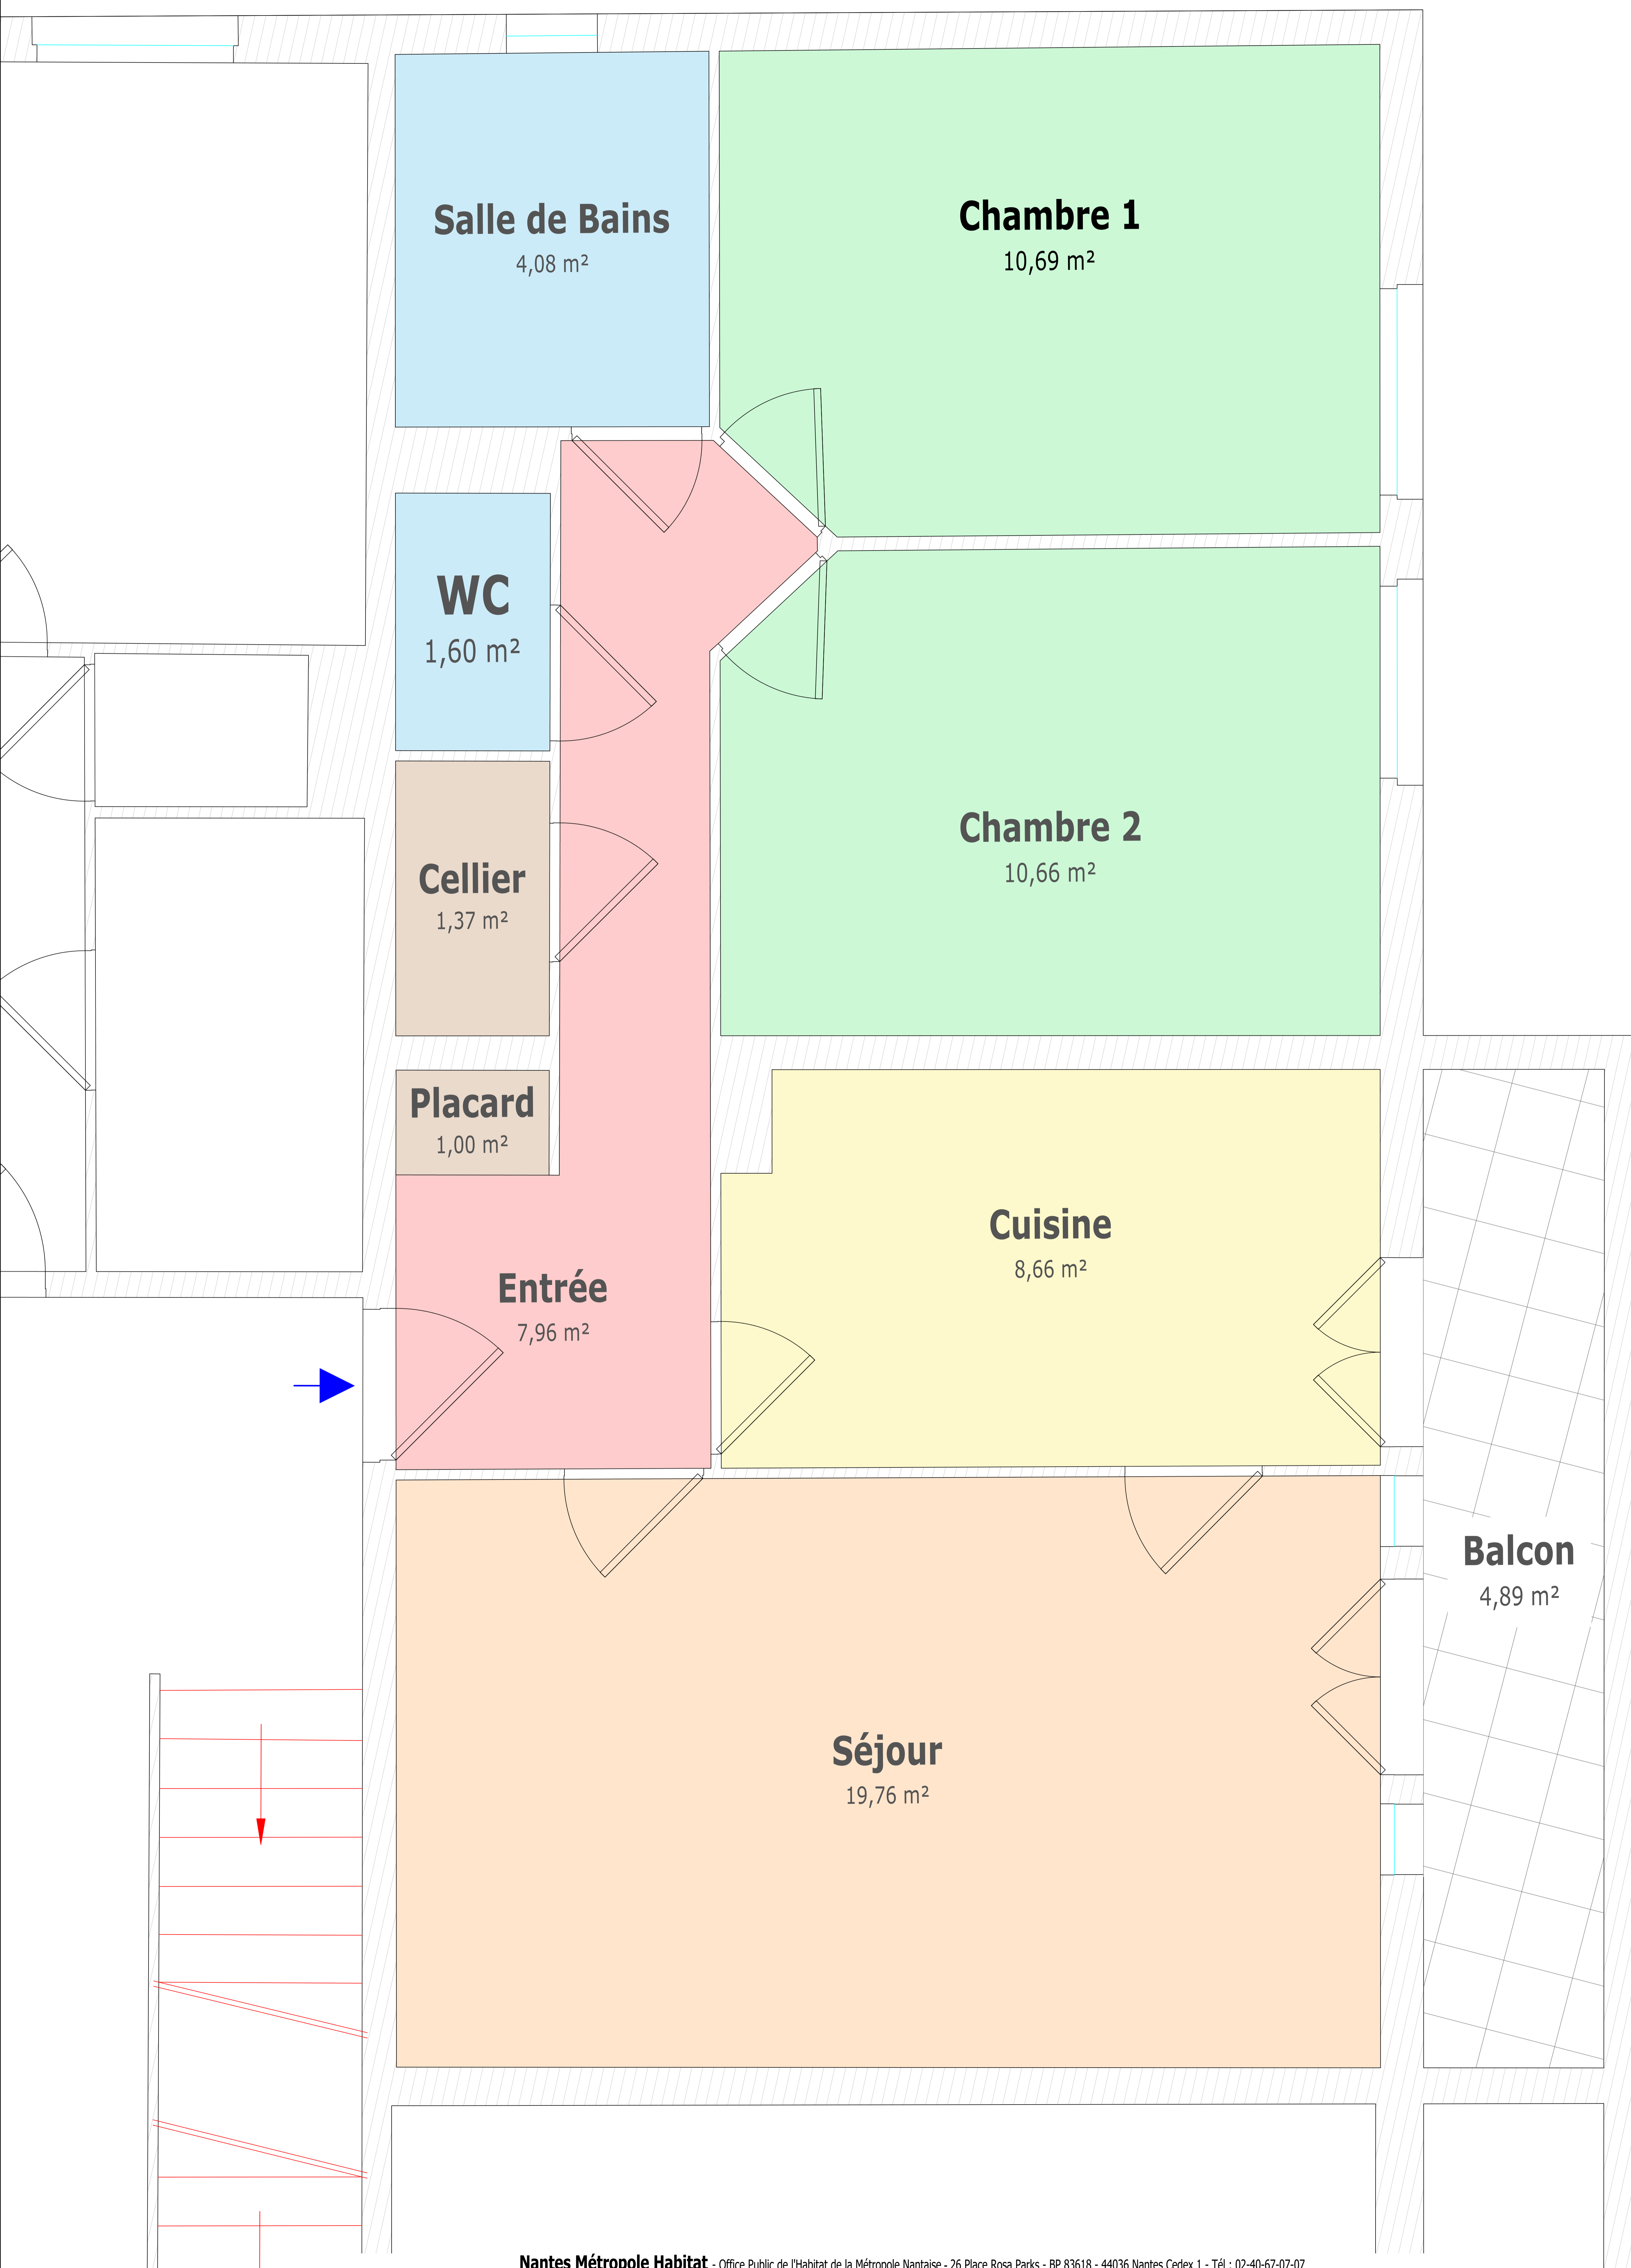 Salle de Bains
4,08 m²
Chambre 1
10,69 m²
WC
1,60 m²
Chambre 2
10,66 m²
Cellier
1,37 m²
Placard
1,00 m²
Cuisine
8,66 m²
Entrée
7,96 m²
Balcon
4,89 m²
Séjour
19,76 m²
Nantes Métropole Habitat - Office Public de l'Habitat de la Métropole Nantaise - 26 Place Rosa Parks - BP 83618 - 44036 Nantes Cedex 1 - Tél : 02-40-67-07-07